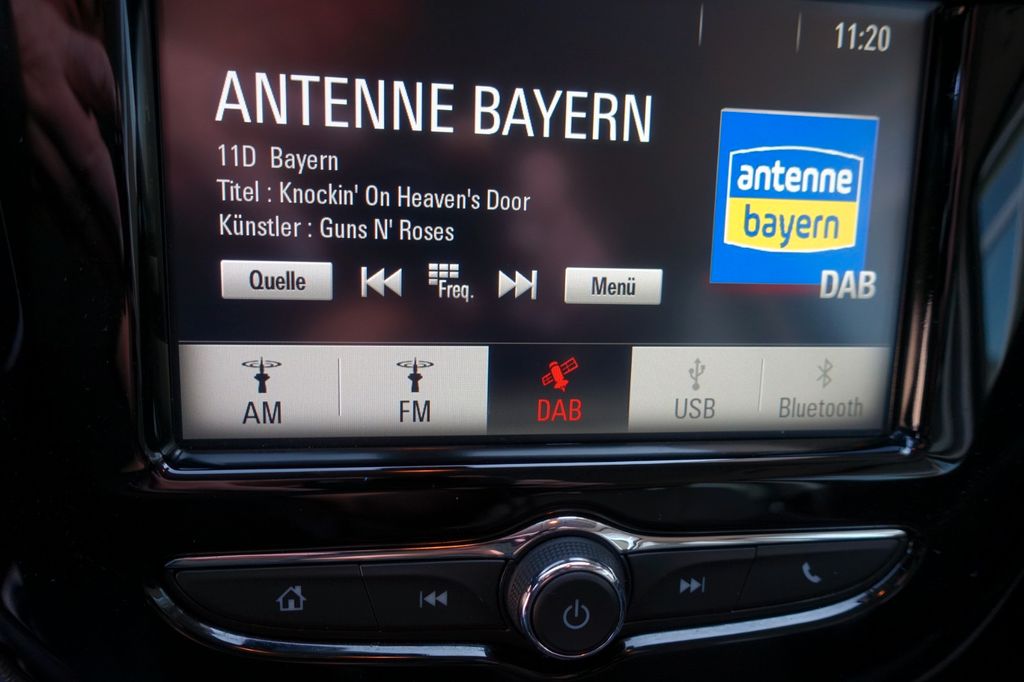 11:20
ANTENNE BAYERN
11D Bayern
Titel : Knockin' On Heaven's Door
Künstler : Guns N' Roses
antenne
bayern
DAB
Quelle
Freq.
Menü
AM
FM
DAB
USB
Bluetooth